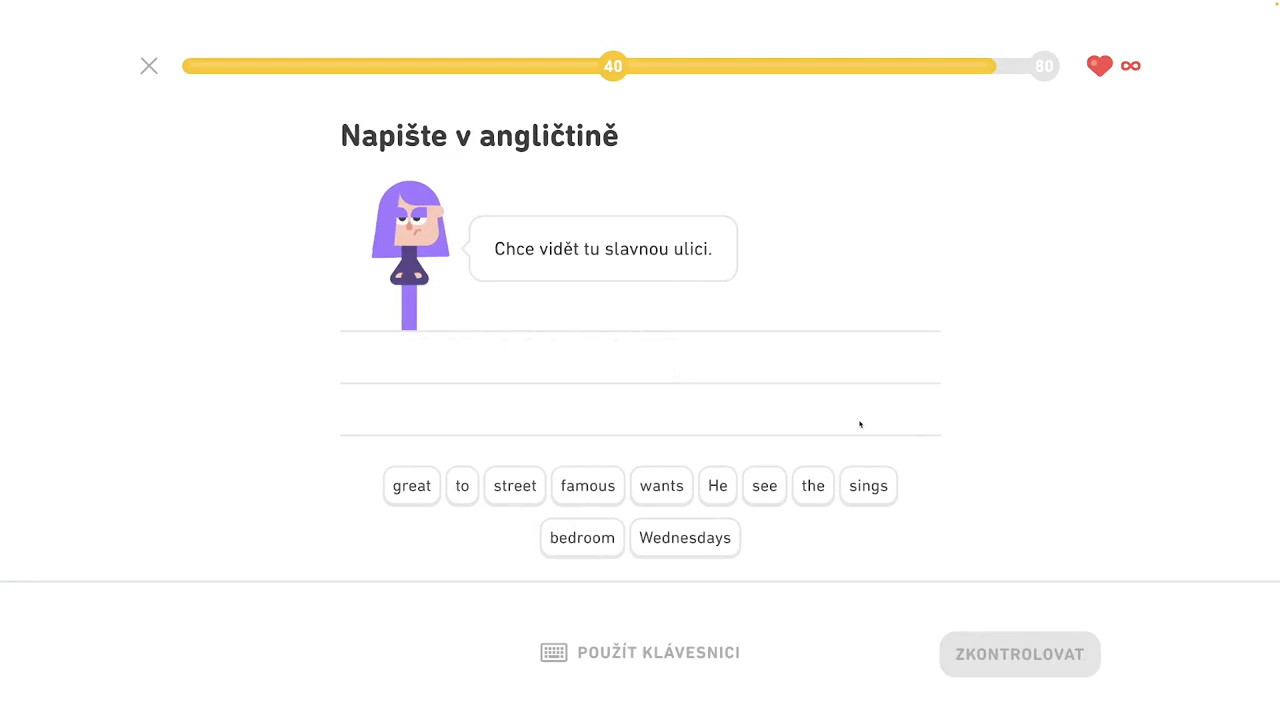 40
80
∞
Napište v angličtině
Chce vidět tu slavnou ulici.
great to street famous wants He see the sings
bedroom Wednesdays
POUŽÍT KLÁVESNICI
ZKONTROLOVAT